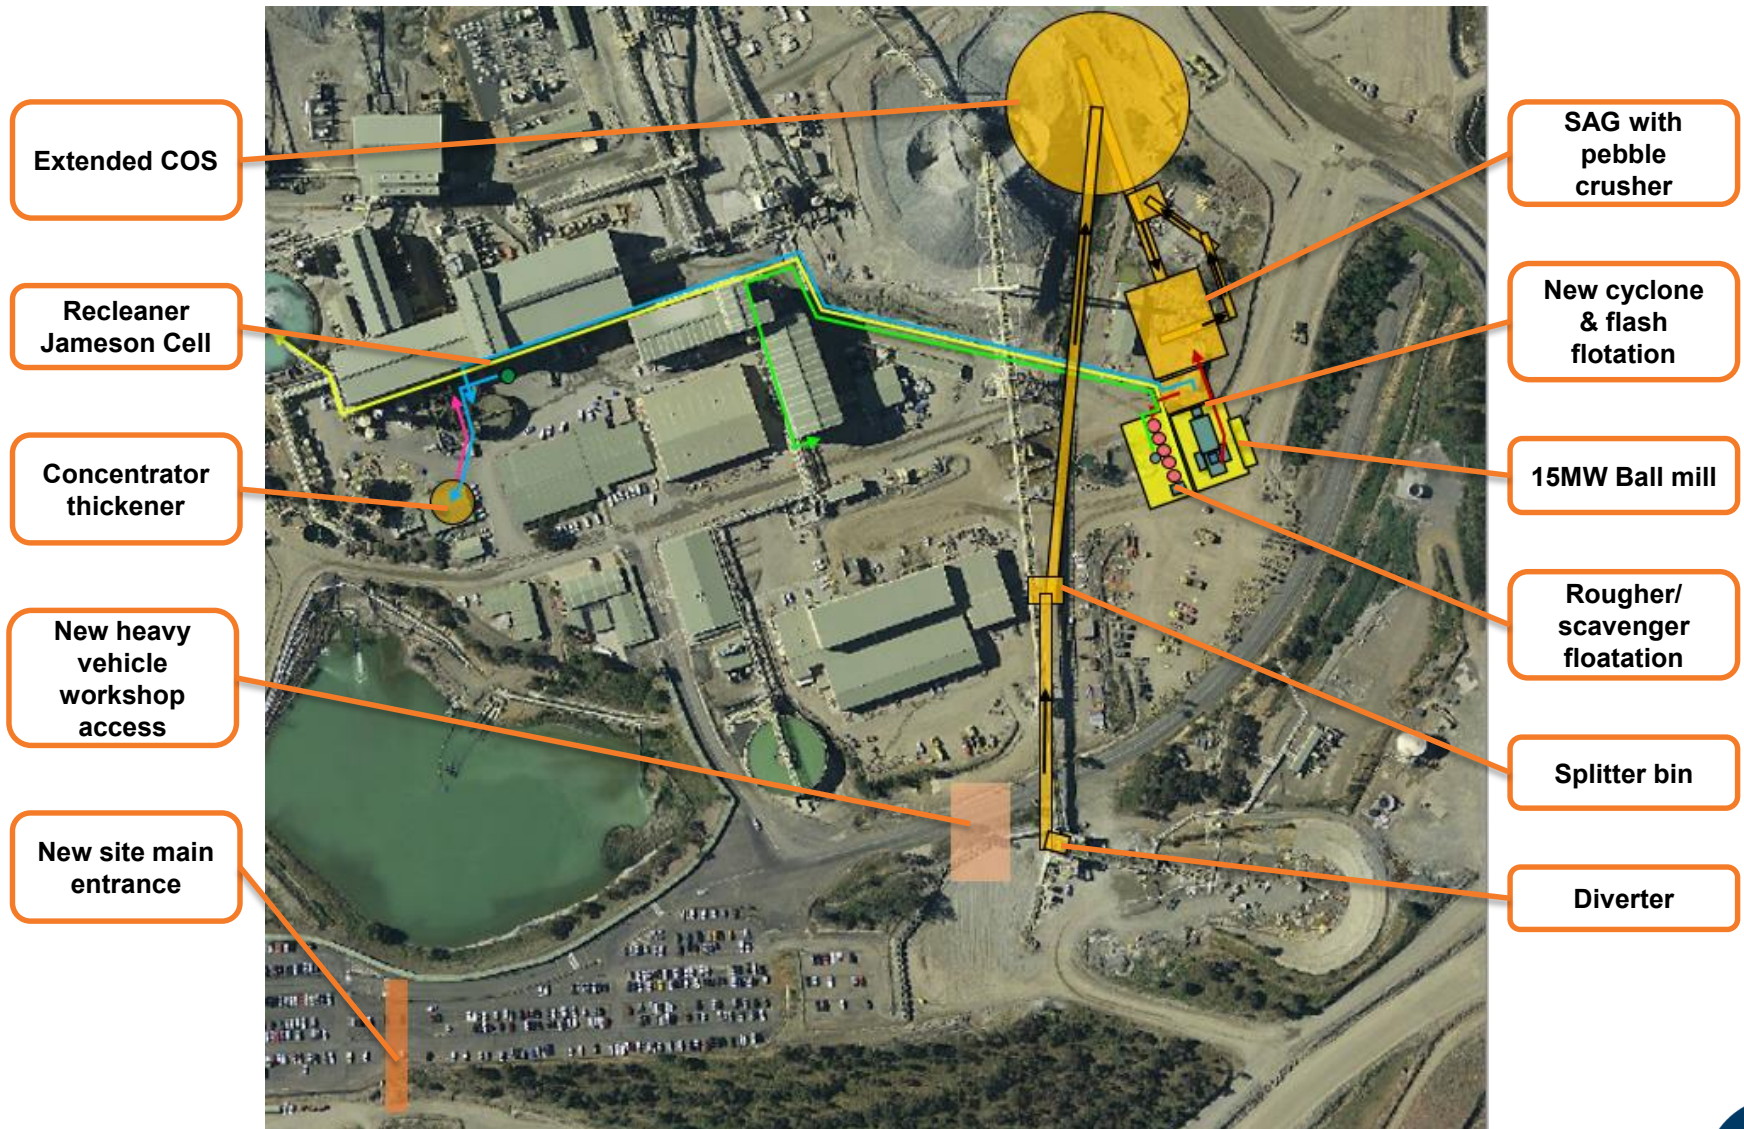 Extended COS
Recleaner
Jameson Cell
Concentrator
thickener
New heavy
vehicle
workshop
access
New site main
entrance
SAG with
pebble
crusher
New cyclone
& flash
flotation
15MW Ball mill
Rougher/
scavenger
floatation
Splitter bin
Diverter